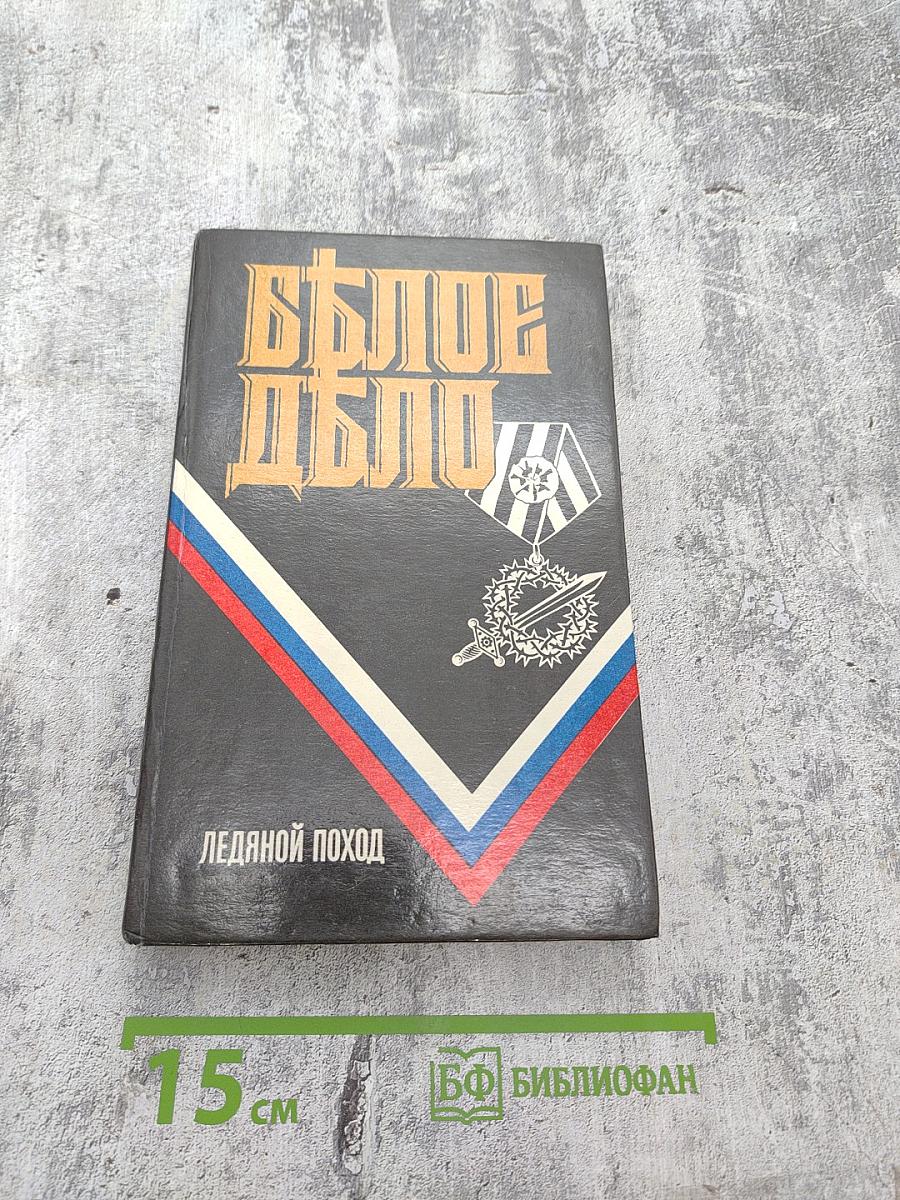 БѢЛОЕ
ДѢЛО
ЛЕДЯНОЙ ПОХОД
15 см
БФ БИБЛИОФАН